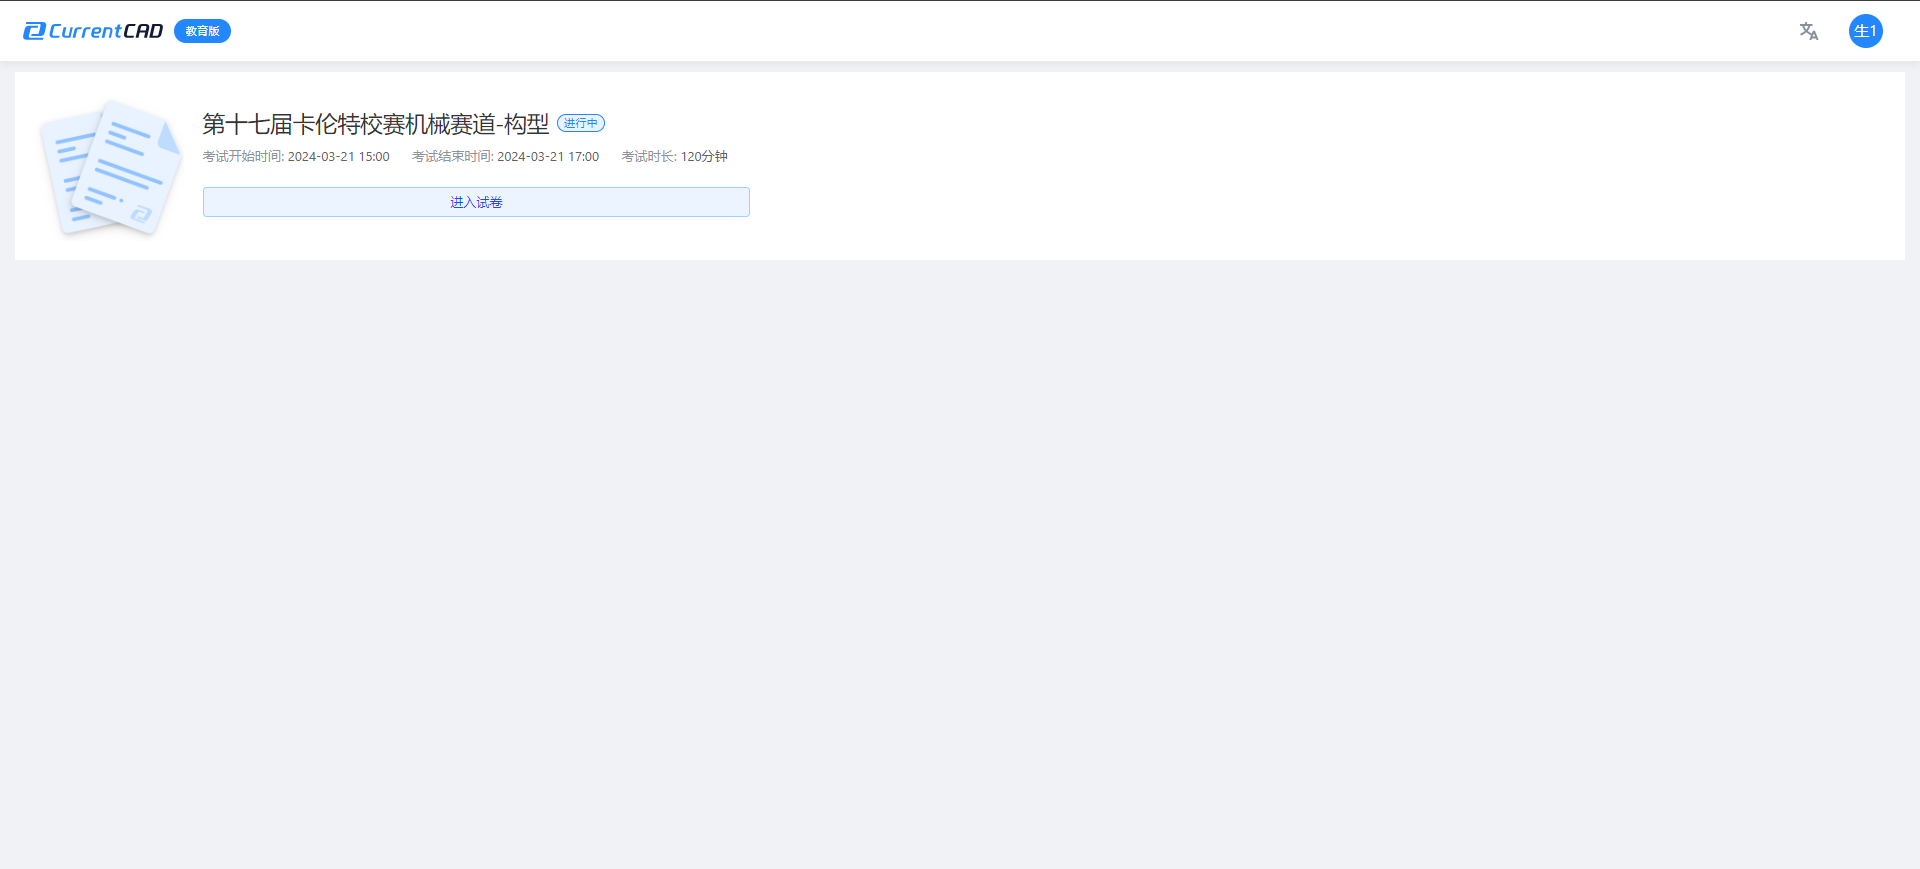 CurrentCAD 教育版
生1
第十七届卡伦特校赛机械赛道-构型 进行中
考试开始时间: 2024-03-21 15:00 考试结束时间: 2024-03-21 17:00 考试时长: 120分钟
进入试卷